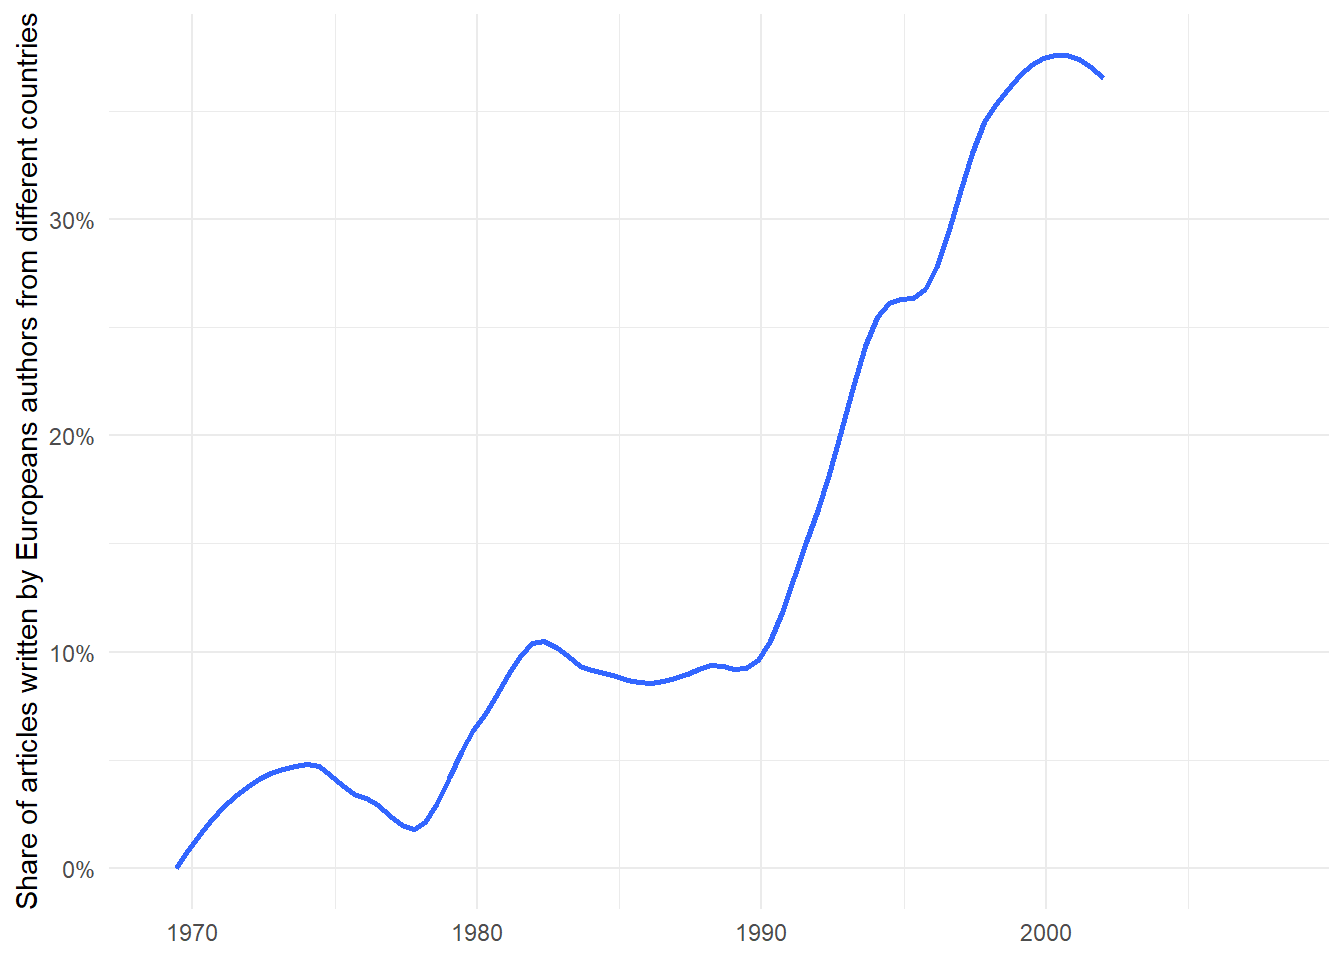 Share of articles written by Europeans authors from different countries
30%
20%
10%
0%
1970 1980 1990 2000